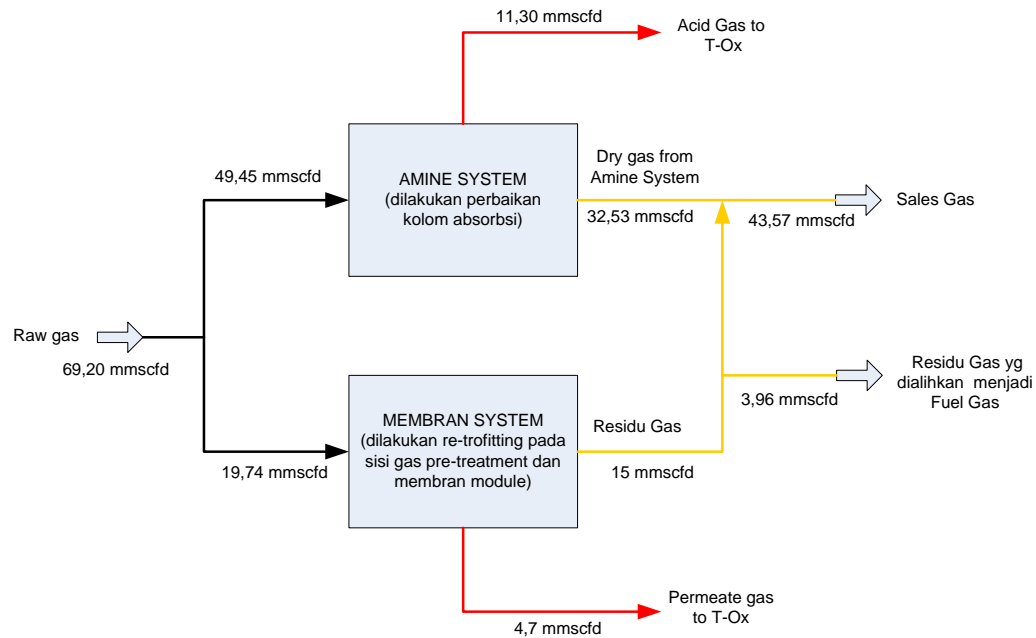 11,30 mmscfd
Acid Gas to
T-Ox
49,45 mmscfd
AMINE SYSTEM
(dilakukan perbaikan
kolom absorbsi)
Dry gas from
Amine System
32,53 mmscfd
43,57 mmscfd
Sales Gas
Raw gas
69,20 mmscfd
19,74 mmscfd
MEMBRAN SYSTEM
(dilakukan re-trofitting pada
sisi gas pre-treatment dan
membran module)
Residu Gas
15 mmscfd
3,96 mmscfd
Residu Gas yg
dialihkan menjadi
Fuel Gas
4,7 mmscfd
Permeate gas
to T-Ox